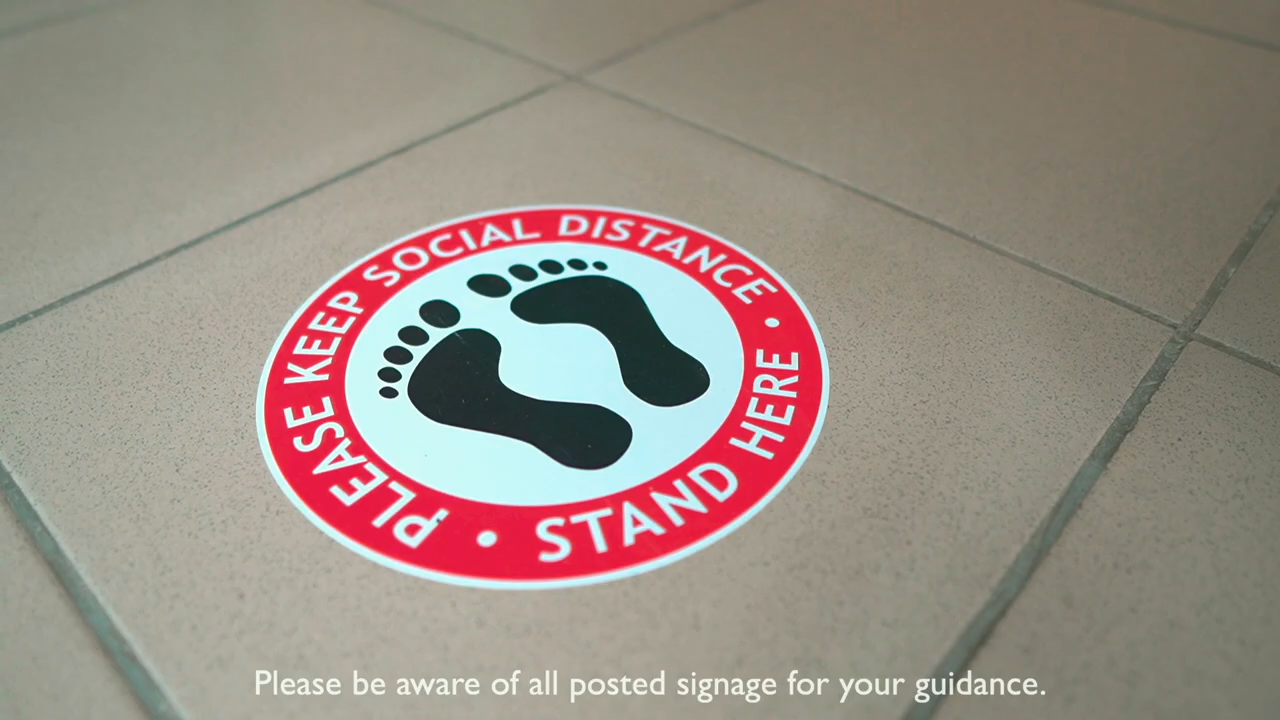 PLEASE KEEP SOCIAL DISTANCE
• STAND HERE •
Please be aware of all posted signage for your guidance.